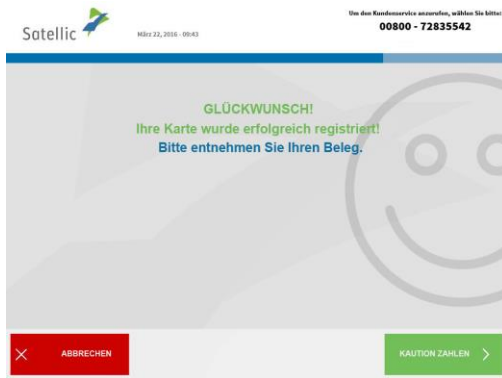 Satellic
März 22, 2016 - 09:43
Um den Kundenservice anzurufen, wählen Sie bitte:
00800 - 72835542
GLÜCKWUNSCH!
Ihre Karte wurde erfolgreich registriert!
Bitte entnehmen Sie Ihren Beleg.
ABBRECHEN
KAUTION ZAHLEN